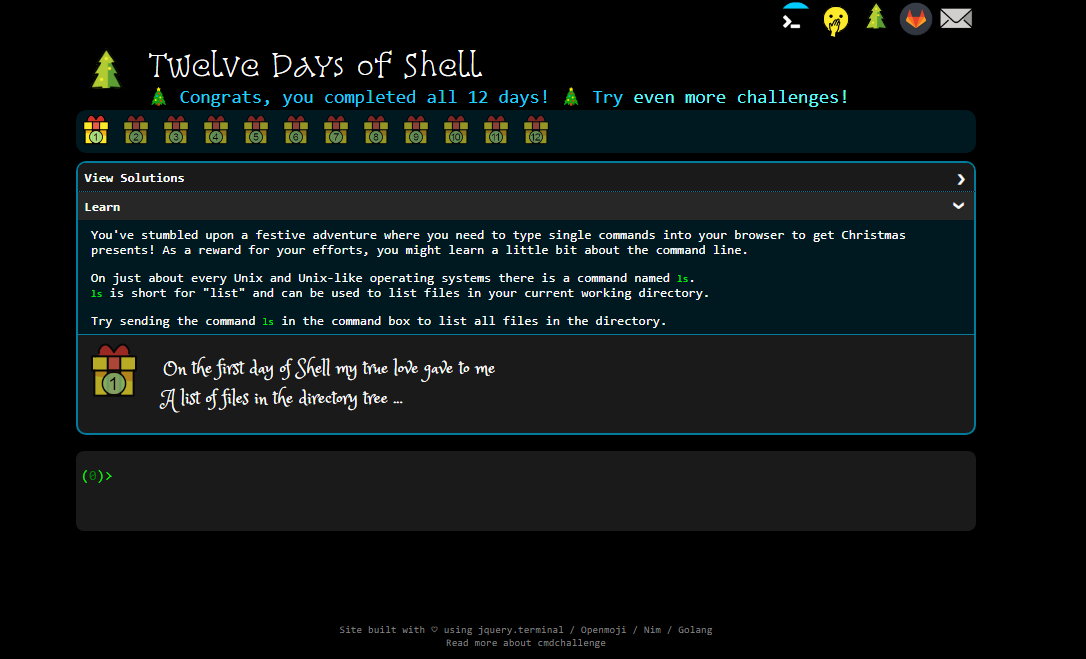 Twelve Days of Shell
Congrats, you completed all 12 days! Try even more challenges!
1 2 3 4 5 6 7 8 9 10 11 12
View Solutions
Learn
You've stumbled upon a festive adventure where you need to type single commands into your browser to get Christmas
presents! As a reward for your efforts, you might learn a little bit about the command line.
On just about every Unix and Unix-like operating systems there is a command named ls.
ls is short for "list" and can be used to list files in your current working directory.
Try sending the command ls in the command box to list all files in the directory.
1
On the first day of Shell my true love gave to me
A list of files in the directory tree ...
(0)>
Site built with ♡ using jquery.terminal / Openmoji / Nim / Golang
Read more about cmdchallenge